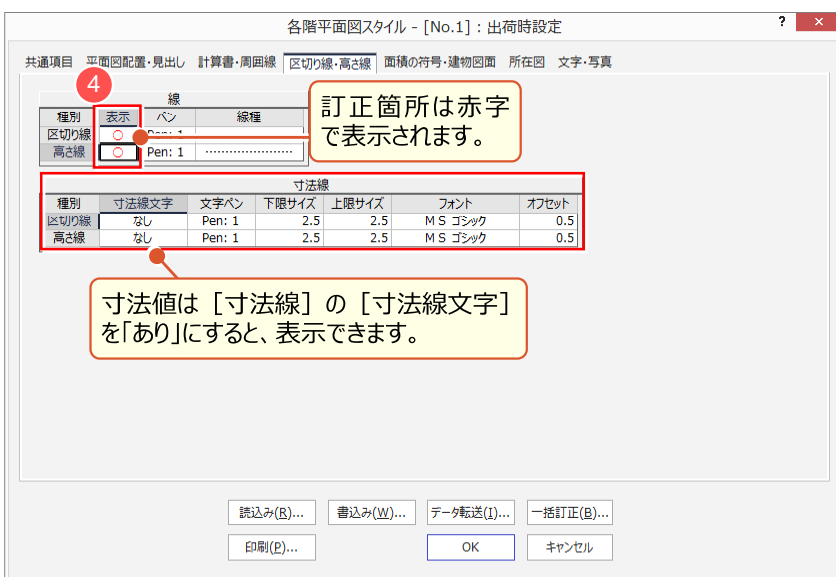 各階平面図スタイル - [No.1]：出荷時設定
? ×
共通項目 平面図配置・見出し 計算書・周囲線 区切り線・高さ線 面積の符号・建物図面 所在図 文字・写真
4
線
種別 表示 ペン 線種
区切り線 ○ Pen: 1
高さ線 ○ Pen: 1
訂正箇所は赤字
で表示されます。
寸法線
種別 寸法線文字 文字ペン 下限サイズ 上限サイズ フォント オフセット
区切り線 なし Pen: 1 2.5 2.5 ＭＳ ゴシック 0.5
高さ線 なし Pen: 1 2.5 2.5 ＭＳ ゴシック 0.5
寸法値は［寸法線］の［寸法線文字］
を「あり」にすると、表示できます。
読込み(R)... 書込み(W)... データ転送(I)... 一括訂正(B)...
印刷(P)... OK キャンセル